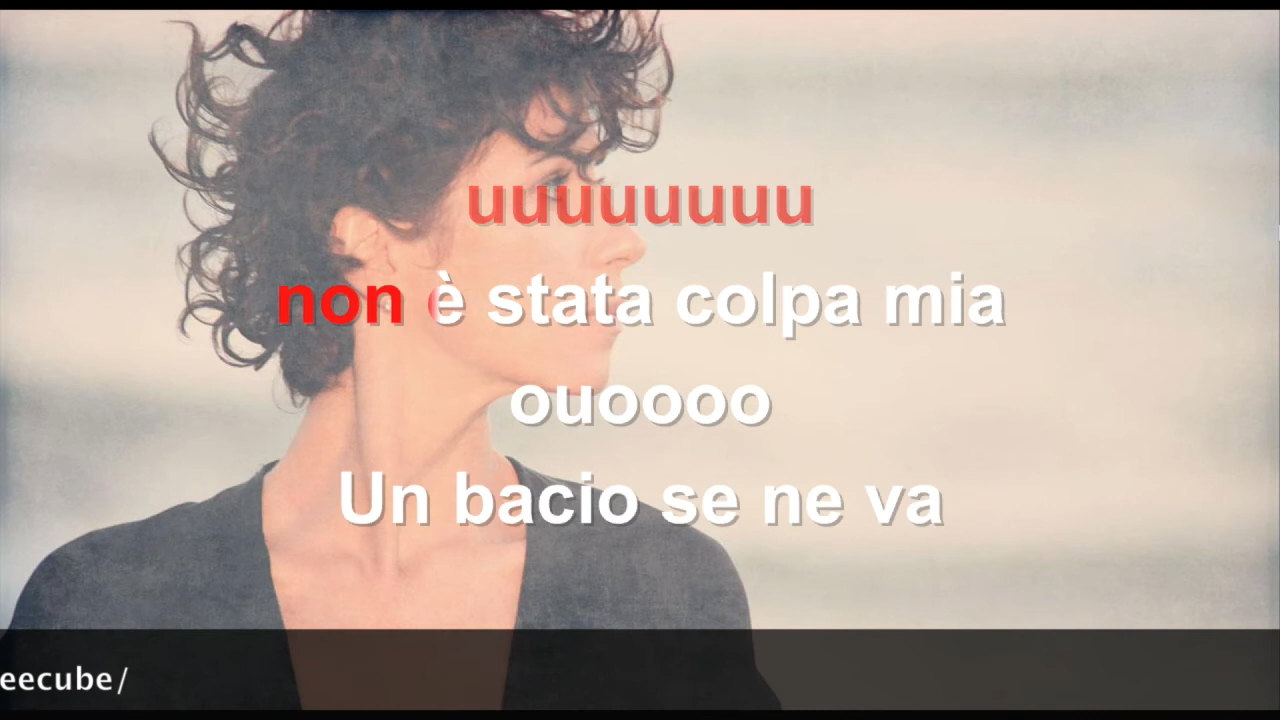 uuuuuuuu
non è stata colpa mia
ouoooo
Un bacio se ne va
eecube/